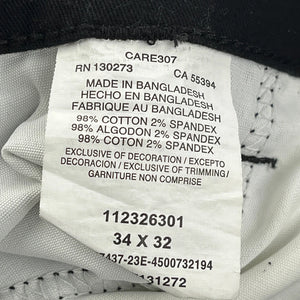 CARE307
RN 130273 CA 55394
MADE IN BANGLADESH
HECHO EN BANGLADESH
FABRIQUE AU BANGLADESH
98% COTTON 2% SPANDEX
98% ALGODON 2% SPANDEX
98% COTTON 2% SPANDEX
EXCLUSIVE OF DECORATION / EXCEPTO
DECORACION / EXCLUSIVE OF TRIMMING /
GARNITURE NON COMPRISE
112326301
34 X 32
7437-23E-4500732194
131272